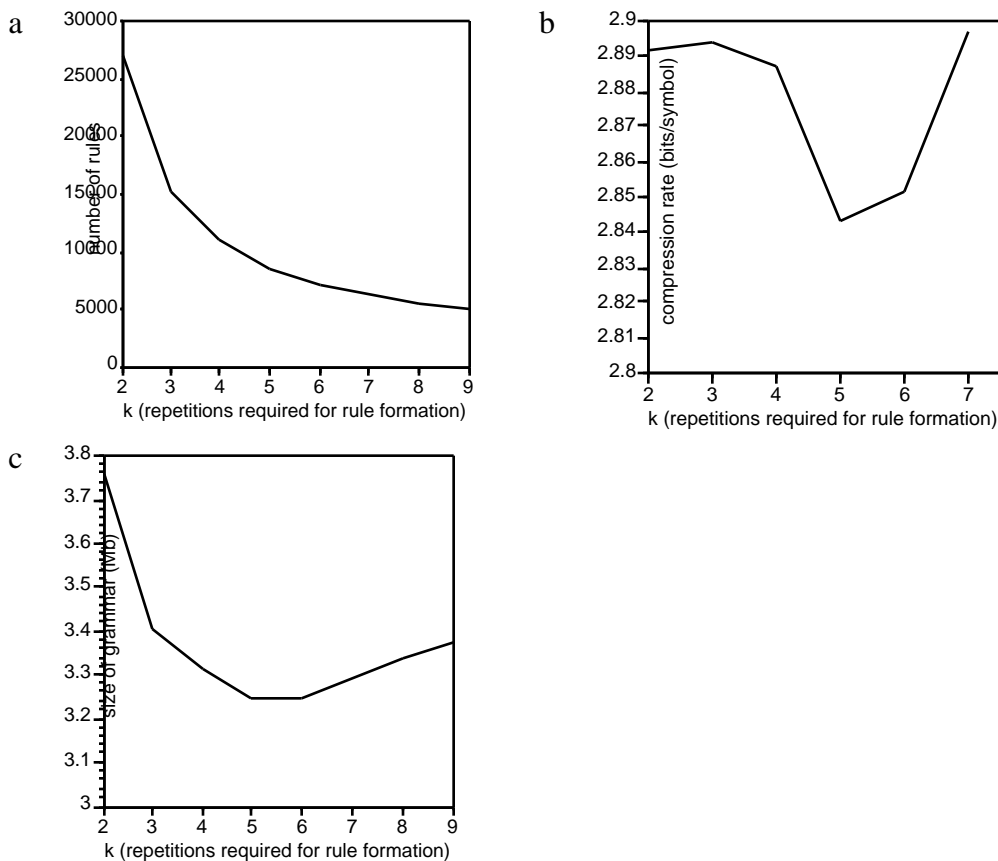 a
30000
25000
20000
15000
10000
5000
0
number of rules
2 3 4 5 6 7 8 9
k (repetitions required for rule formation)
b
2.9
2.89
2.88
2.87
2.86
2.85
2.84
2.83
2.82
2.81
2.8
compression rate (bits/symbol)
2 3 4 5 6 7
k (repetitions required for rule formation)
c
3.8
3.7
3.6
3.5
3.4
3.3
3.2
3.1
3
size of grammar (Mb)
2 3 4 5 6 7 8 9
k (repetitions required for rule formation)